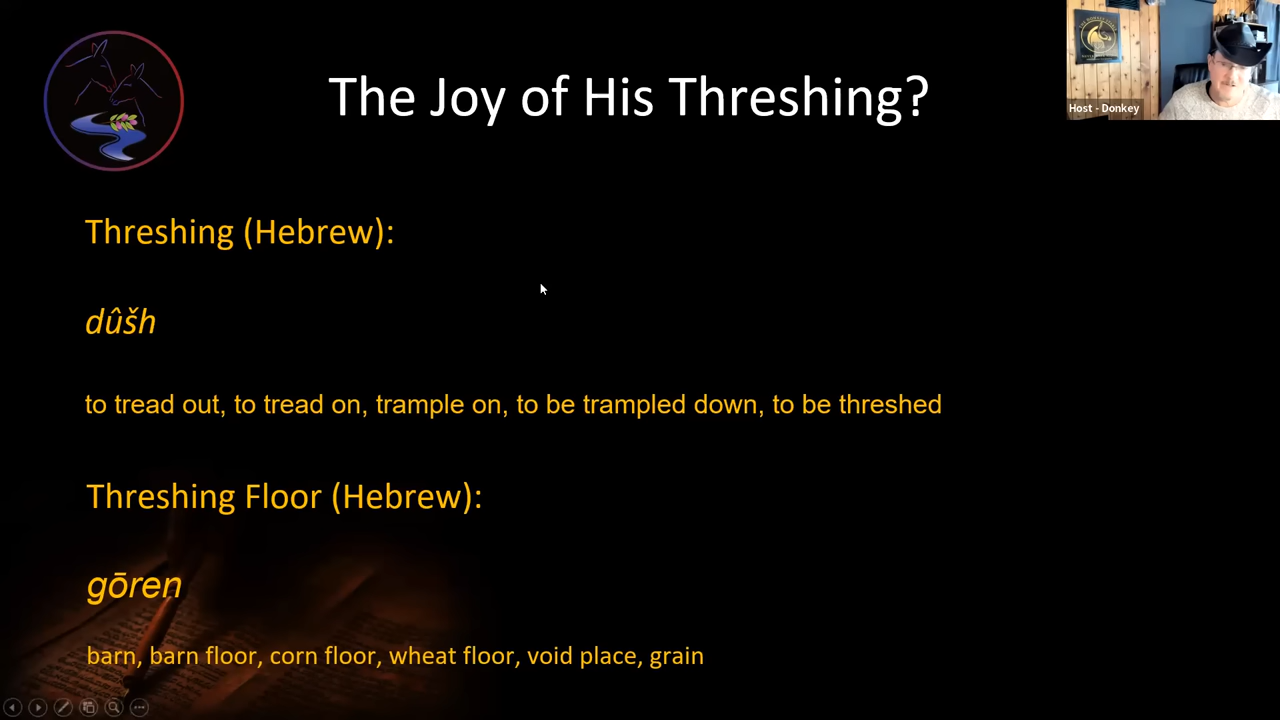 The Joy of His Threshing?
Host - Donkey
Threshing (Hebrew):
dûšh
to tread out, to tread on, trample on, to be trampled down, to be threshed
Threshing Floor (Hebrew):
gōren
barn, barn floor, corn floor, wheat floor, void place, grain